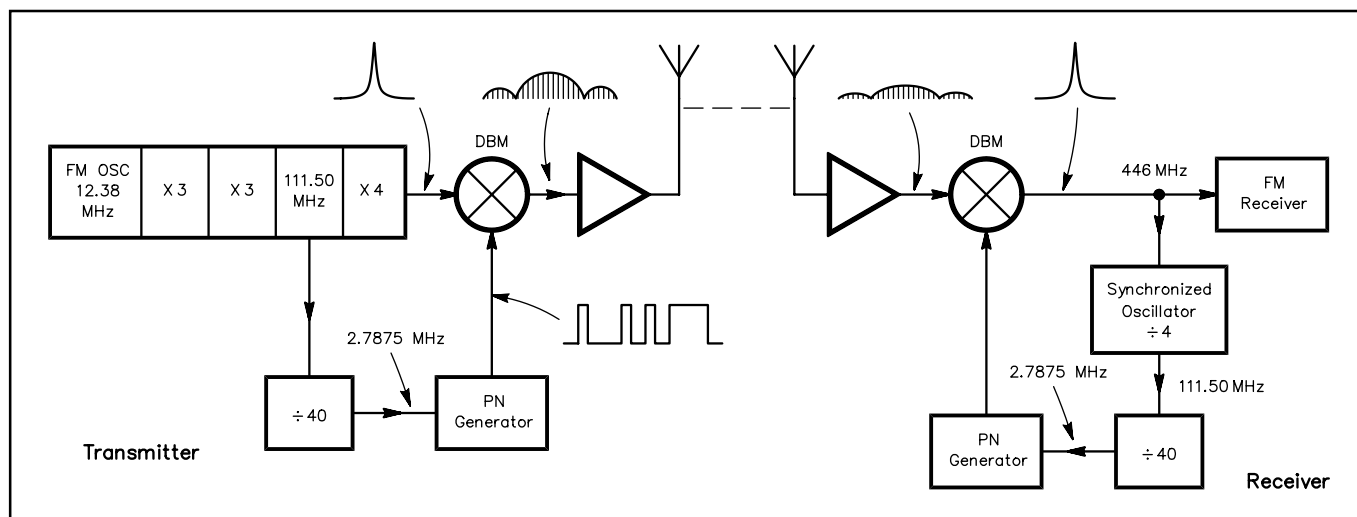 DBM
DBM
FM OSC
12.38
MHz
X 3
X 3
111.50
MHz
X 4
446 MHz
FM
Receiver
Synchronized
Oscillator
÷4
2.7875 MHz
2.7875 MHz
111.50 MHz
÷40
PN
Generator
PN
Generator
÷40
Transmitter
Receiver